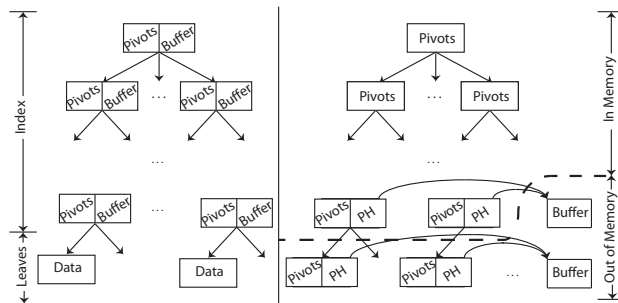 Index
Leaves
Pivots Buffer
Pivots Buffer
...
Pivots Buffer
...
Pivots Buffer
...
Pivots Buffer
Data
Data
Pivots
Pivots
...
Pivots
...
Pivots PH
Pivots PH
Buffer
Pivots PH
Pivots PH
...
Buffer
In Memory
Out of Memory